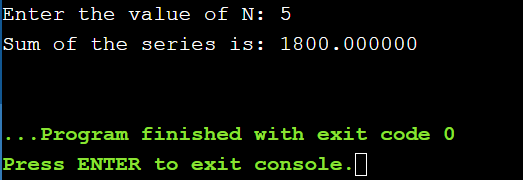 Enter the value of N: 5
Sum of the series is: 1800.000000
...Program finished with exit code 0
Press ENTER to exit console.